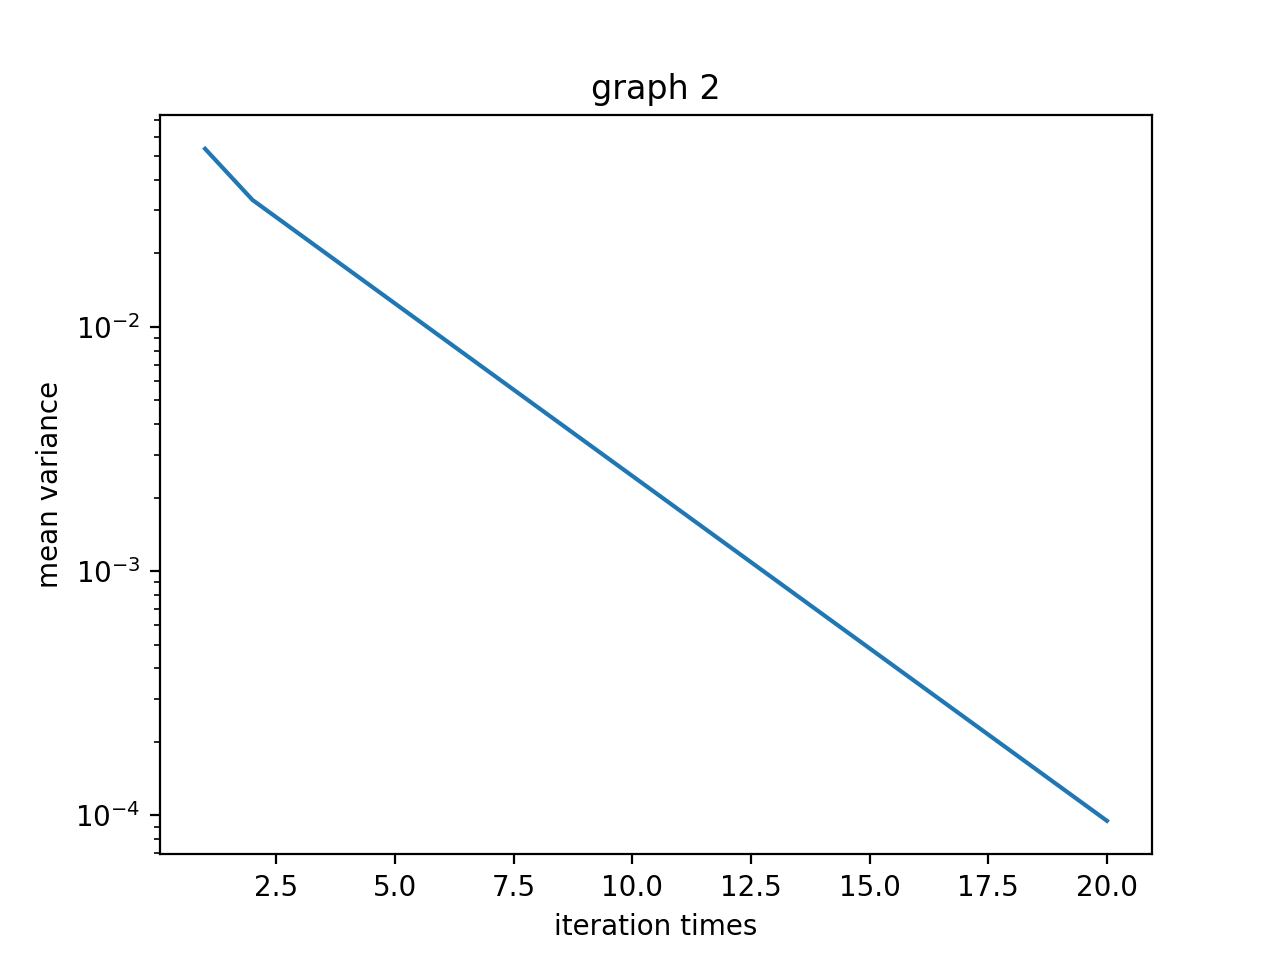 graph 2
mean variance
10⁻²
10⁻³
10⁻⁴
2.5 5.0 7.5 10.0 12.5 15.0 17.5 20.0
iteration times